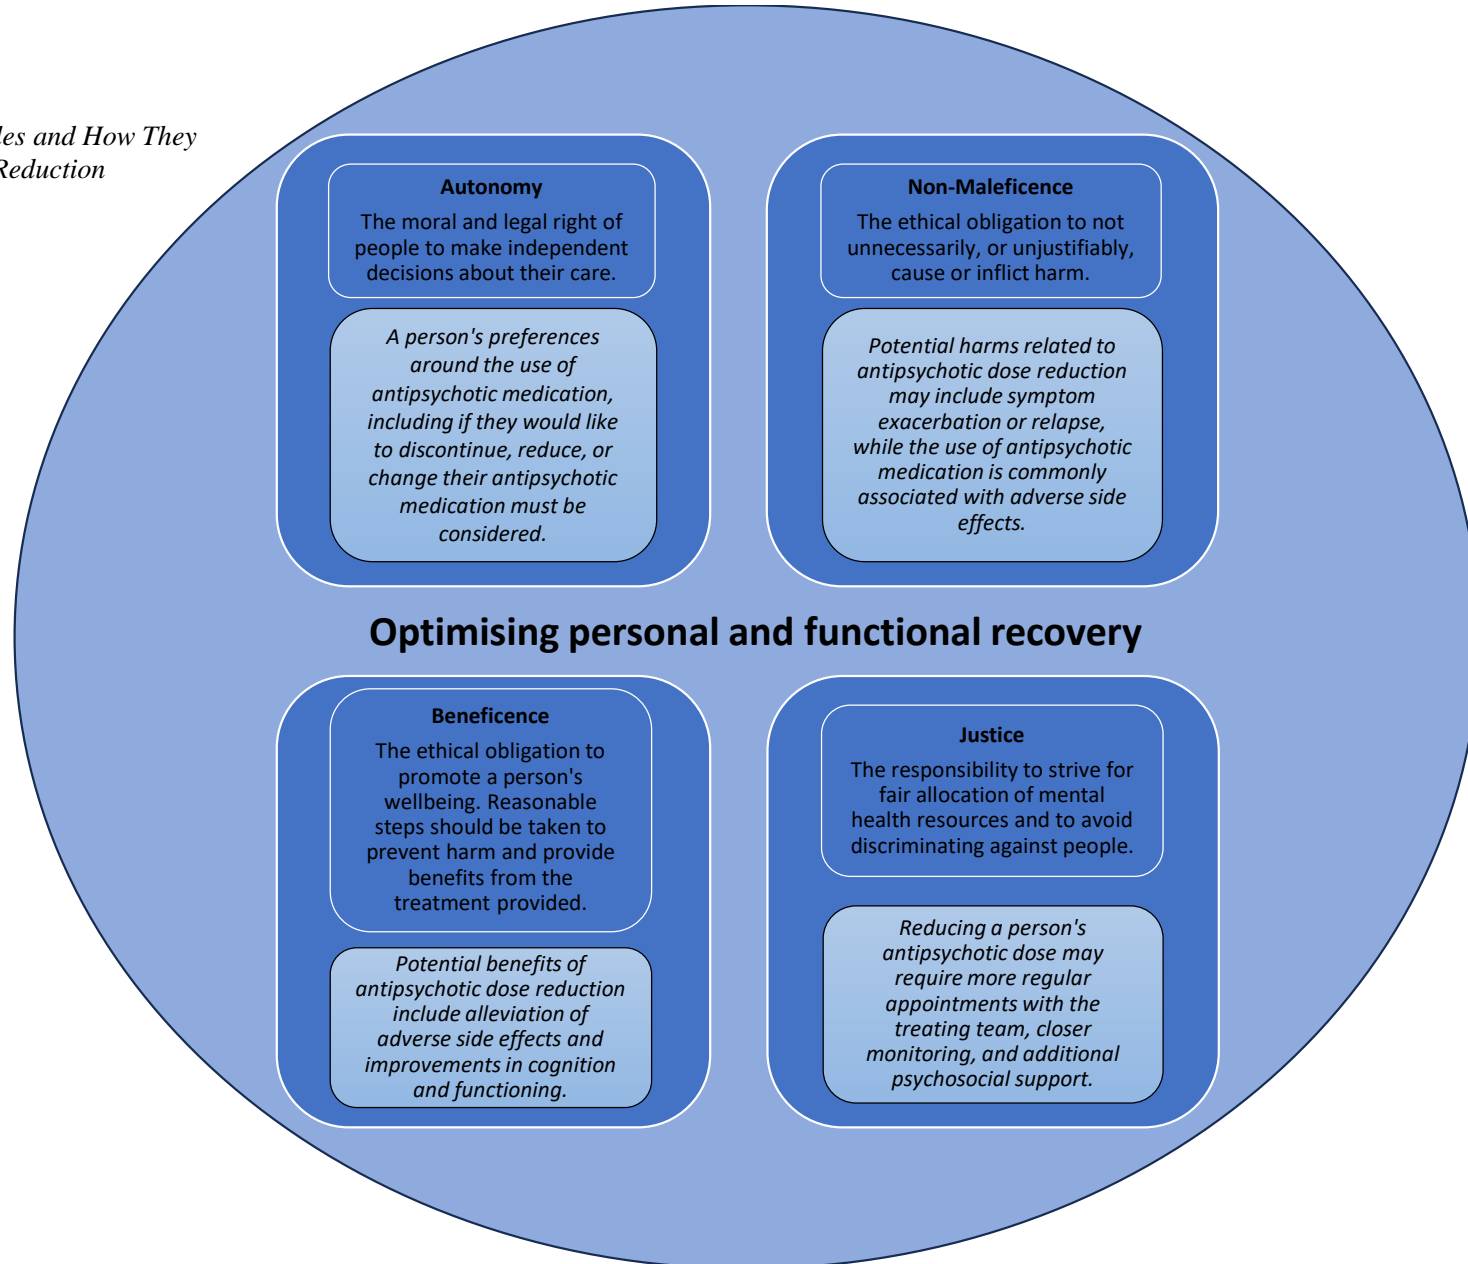 les and How They
Reduction
Autonomy
The moral and legal right of
people to make independent
decisions about their care.
A person's preferences
around the use of
antipsychotic medication,
including if they would like
to discontinue, reduce, or
change their antipsychotic
medication must be
considered.
Non-Maleficence
The ethical obligation to not
unnecessarily, or unjustifiably,
cause or inflict harm.
Potential harms related to
antipsychotic dose reduction
may include symptom
exacerbation or relapse,
while the use of antipsychotic
medication is commonly
associated with adverse side
effects.
Optimising personal and functional recovery
Beneficence
The ethical obligation to
promote a person's
wellbeing. Reasonable
steps should be taken to
prevent harm and provide
benefits from the
treatment provided.
Potential benefits of
antipsychotic dose reduction
include alleviation of
adverse side effects and
improvements in cognition
and functioning.
Justice
The responsibility to strive for
fair allocation of mental
health resources and to avoid
discriminating against people.
Reducing a person's
antipsychotic dose may
require more regular
appointments with the
treating team, closer
monitoring, and additional
psychosocial support.